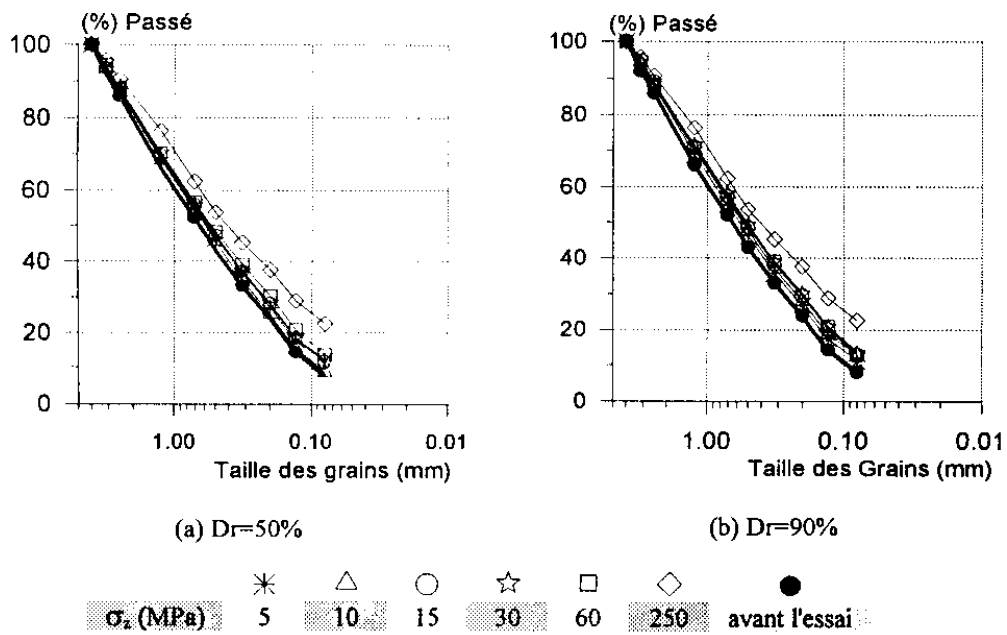 (%) Passé
100
80
60
40
20
0
1.00 0.10 0.01
Taille des grains (mm)
(a) Dr=50%
(%) Passé
100
80
60
40
20
0
1.00 0.10 0.01
Taille des Grains (mm)
(b) Dr=90%
σz (MPa) 5 10 15 30 60 250 avant l'essai